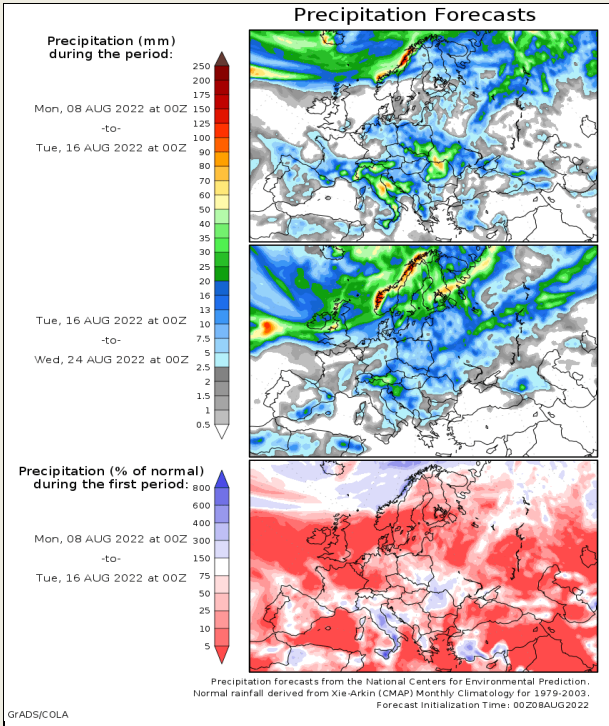 Precipitation Forecasts
Precipitation (mm)
during the period:
Mon, 08 AUG 2022 at 00Z
-to-
Tue, 16 AUG 2022 at 00Z
250
200
175
150
125
100
90
80
70
60
50
40
35
30
25
20
16
13
10
7.5
5
2.5
2
1.5
1
0.5
Tue, 16 AUG 2022 at 00Z
-to-
Wed, 24 AUG 2022 at 00Z
Precipitation (% of normal)
during the first period:
Mon, 08 AUG 2022 at 00Z
-to-
Tue, 16 AUG 2022 at 00Z
800
600
400
300
150
75
50
25
10
5
Precipitation forecasts from the National Centers for Environmental Prediction.
Normal rainfall derived from Xie-Arkin (CMAP) Monthly Climatology for 1979-2003.
Forecast Initialization Time: 00Z08AUG2022
GrADS/COLA